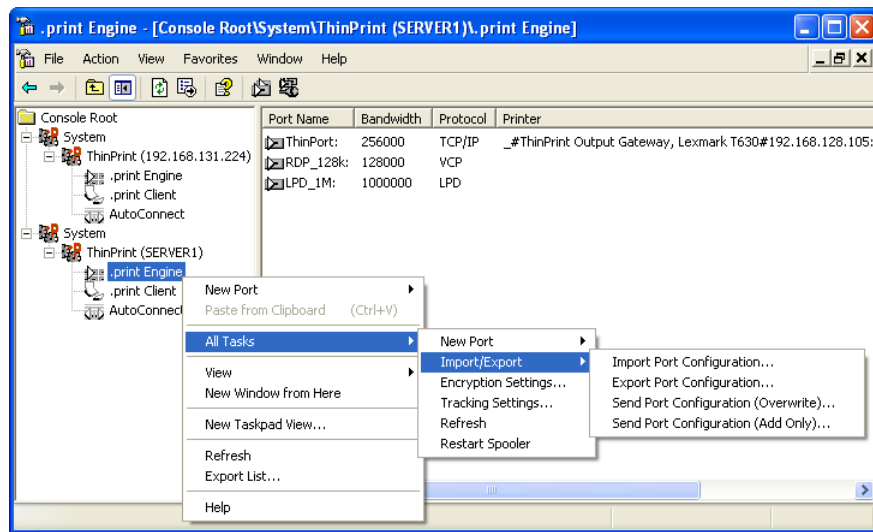 .print Engine - [Console Root\System\ThinPrint (SERVER1)\.print Engine]
File Action View Favorites Window Help
Console Root
System
ThinPrint (192.168.131.224)
.print Engine
.print Client
AutoConnect
System
ThinPrint (SERVER1)
.print Engine
.print Client
AutoConnect
Port Name Bandwidth Protocol Printer
ThinPort: 256000 TCP/IP _#ThinPrint Output Gateway, Lexmark T630#192.168.128.105:
RDP_128k: 128000 VCP
LPD_1M: 1000000 LPD
New Port
Paste from Clipboard (Ctrl+V)
All Tasks
View
New Window from Here
New Taskpad View...
Refresh
Export List...
Help
New Port
Import/Export
Encryption Settings...
Tracking Settings...
Refresh
Restart Spooler
Import Port Configuration...
Export Port Configuration...
Send Port Configuration (Overwrite)...
Send Port Configuration (Add Only)...